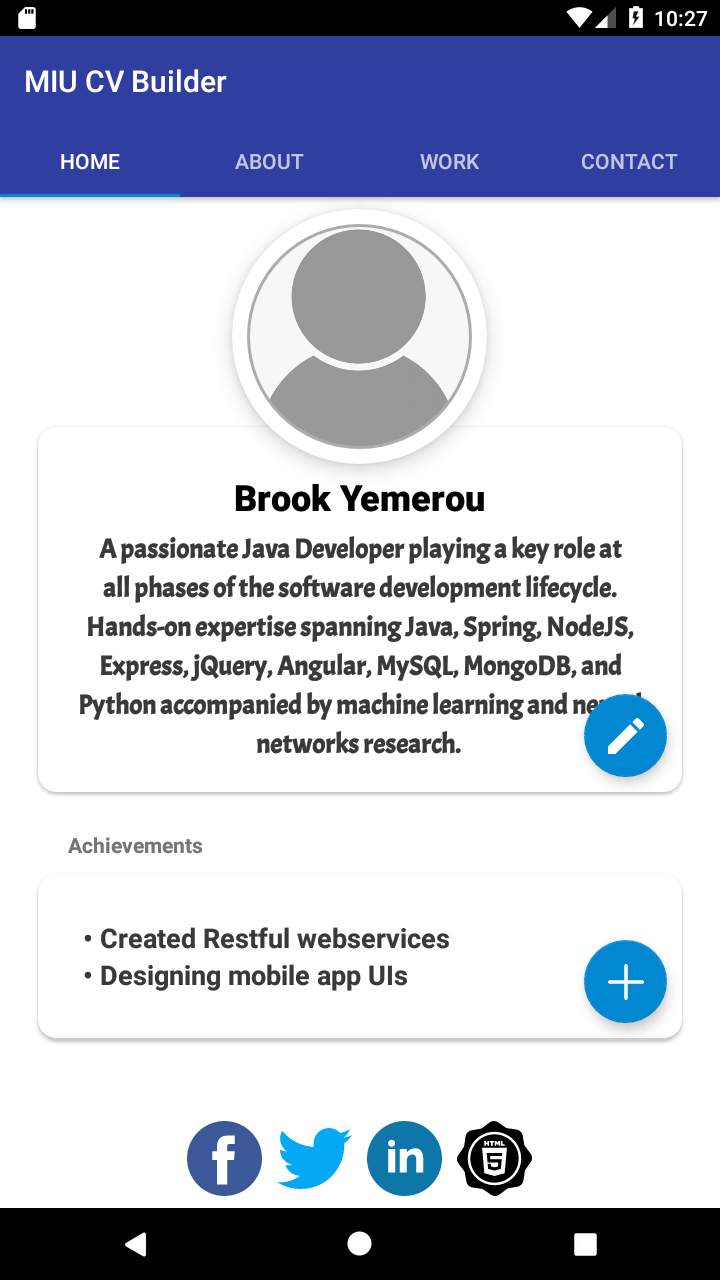 10:27
MIU CV Builder
HOME ABOUT WORK CONTACT
Brook Yemerou
A passionate Java Developer playing a key role at
all phases of the software development lifecycle.
Hands-on expertise spanning Java, Spring, NodeJS,
Express, jQuery, Angular, MySQL, MongoDB, and
Python accompanied by machine learning and
networks research.
Achievements
• Created Restful webservices
• Designing mobile app UIs
f in HTML 5